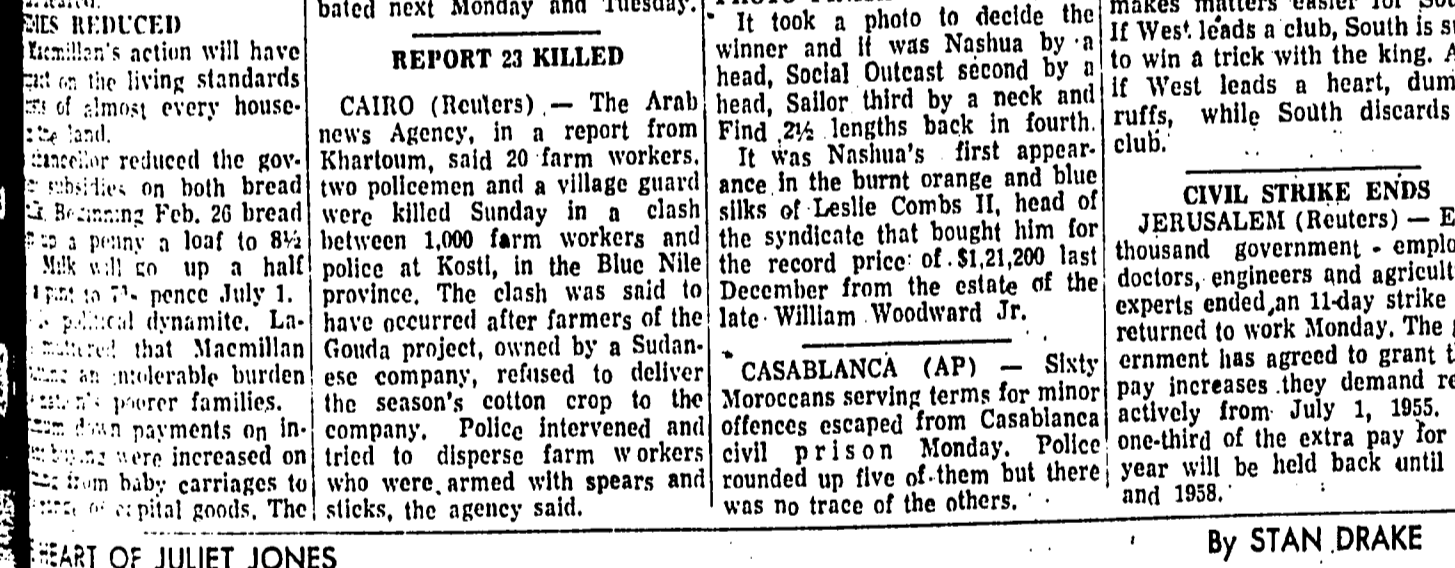 REDUCED
Macmillan's action will have
on the living standards
of almost every house-
land.
reduced the gov-
subsidies on both bread
Beginning Feb. 26 bread
up a penny a loaf to 8½
Milk will go up a half
to pence July 1.
political dynamite. La-
that Macmillan
an intolerable burden
poorer families.
down payments on in-
were increased on
from baby carriages to
capital goods. The
bated next Monday and Tuesday.
REPORT 23 KILLED
CAIRO (Reuters) — The Arab
news Agency, in a report from
Khartoum, said 20 farm workers.
two policemen and a village guard
were killed Sunday in a clash
between 1,000 farm workers and
police at Kosti, in the Blue Nile
province. The clash was said to
have occurred after farmers of the
Gouda project, owned by a Sudan-
ese company, refused to deliver
the season's cotton crop to the
company. Police intervened and
tried to disperse farm workers
who were armed with spears and
sticks, the agency said.
It took a photo to decide the
winner and it was Nashua by a
head, Social Outcast second by a
head, Sailor third by a neck and
Find 2½ lengths back in fourth.
It was Nashua's first appear-
ance in the burnt orange and blue
silks of Leslie Combs II, head of
the syndicate that bought him for
the record price of $1,21,200 last
December from the estate of the
late William Woodward Jr.
CASABLANCA (AP) — Sixty
Moroccans serving terms for minor
offences escaped from Casablanca
civil prison Monday. Police
rounded up five of them but there
was no trace of the others.
makes matters easier for
If West leads a club, South is
to win a trick with the king.
if West leads a heart, dum
ruffs, while South discards
club.
CIVIL STRIKE ENDS
JERUSALEM (Reuters) — E
thousand government - emplo
doctors, engineers and agricult
experts ended an 11-day strike
returned to work Monday. The
ernment has agreed to grant t
pay increases they demand re
actively from July 1, 1955.
one-third of the extra pay for
year will be held back until
and 1958.
HEART OF JULIET JONES
By STAN DRAKE